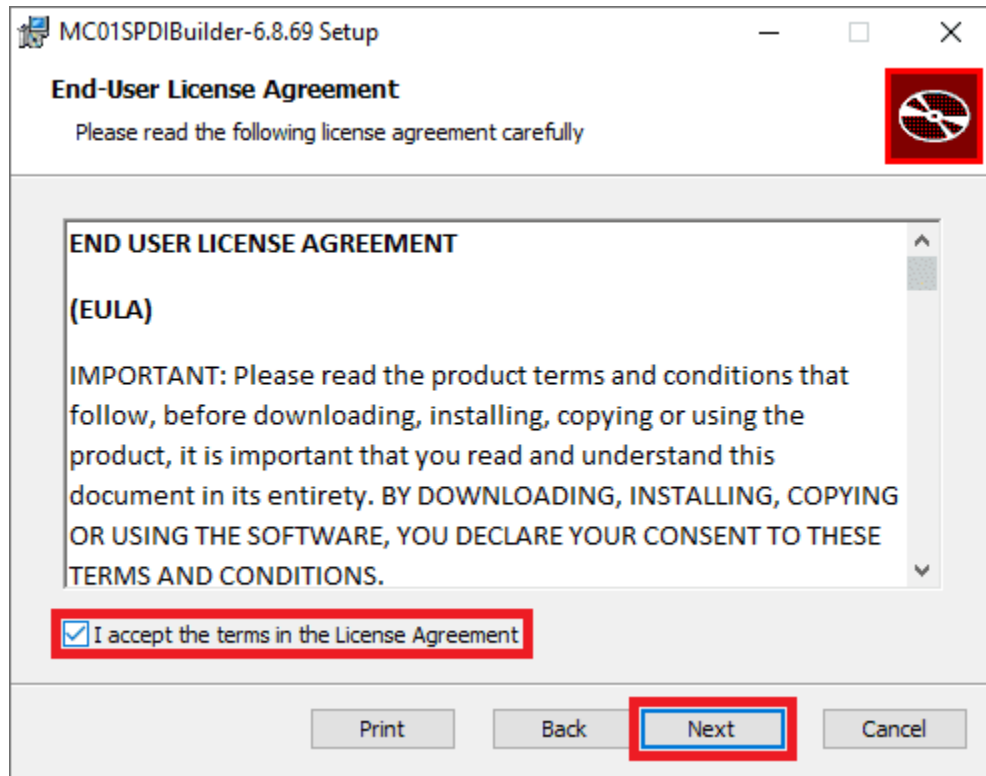 MC01SPDIBuilder-6.8.69 Setup
End-User License Agreement
Please read the following license agreement carefully
END USER LICENSE AGREEMENT
(EULA)
IMPORTANT: Please read the product terms and conditions that
follow, before downloading, installing, copying or using the
product, it is important that you read and understand this
document in its entirety. BY DOWNLOADING, INSTALLING, COPYING
OR USING THE SOFTWARE, YOU DECLARE YOUR CONSENT TO THESE
TERMS AND CONDITIONS.
I accept the terms in the License Agreement
Print Back Next Cancel